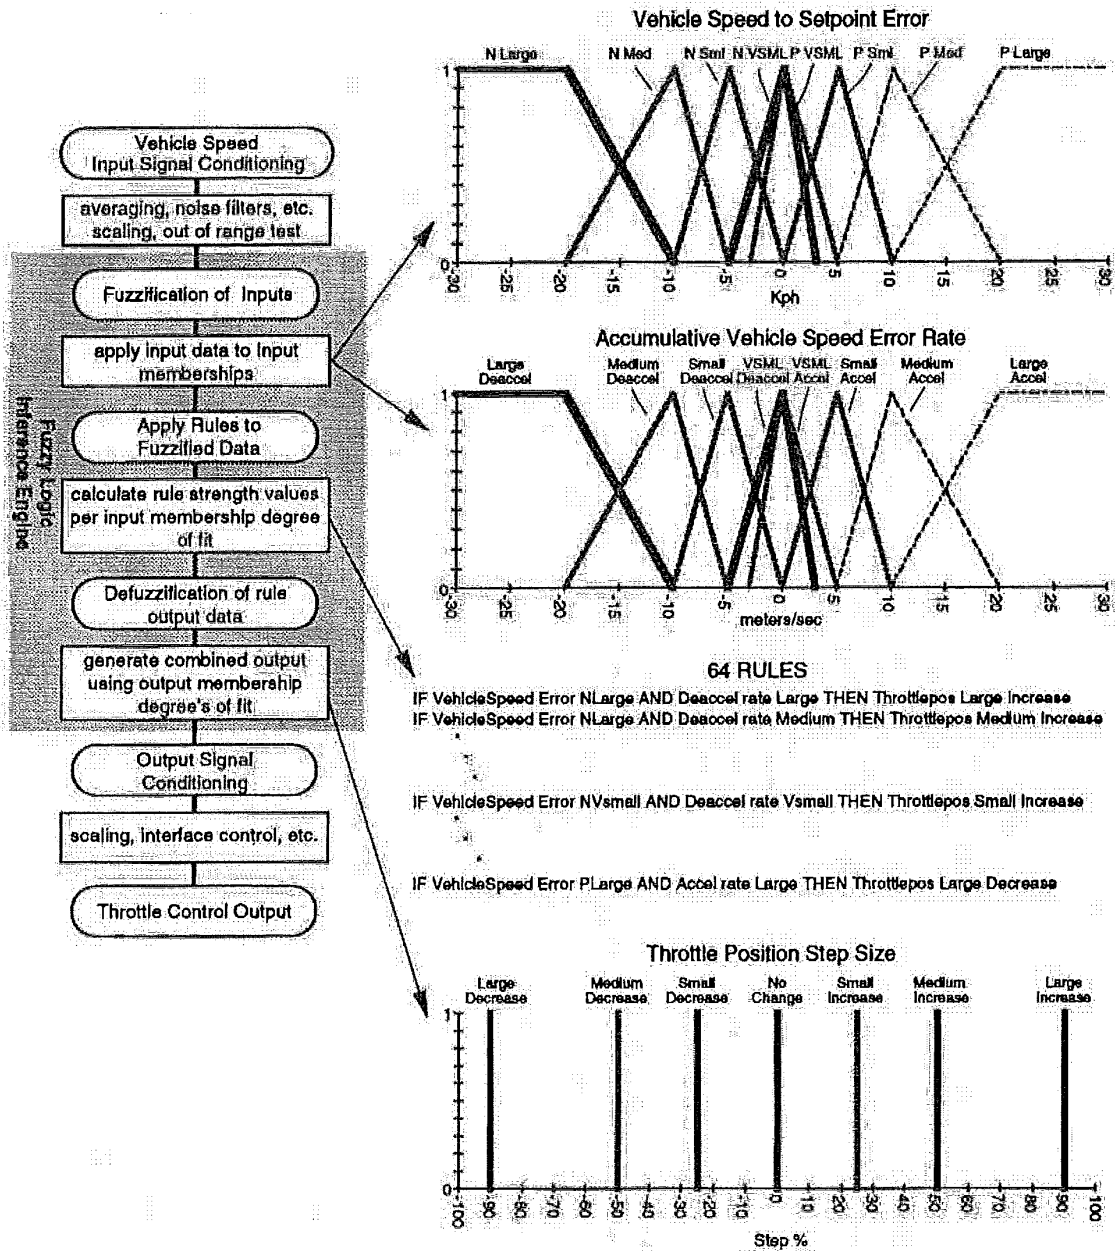 Vehicle Speed
Input Signal Conditioning
averaging, noise filters, etc.
scaling, out of range test
Fuzzification of Inputs
apply input data to Input
memberships
Apply Rules to
Fuzzified Data
calculate rule strength values
per input membership degree
of fit
Defuzzification of rule
output data
generate combined output
using output membership
degree's of fit
Output Signal
Conditioning
scaling, interface control, etc.
Throttle Control Output
Fuzzy Logic
Inference Engine
Vehicle Speed to Setpoint Error
N Large N Med N Sml N VSML P VSML P Sml P Med P Large
1
0
-30 -25 -20 -15 -10 -5 0 5 10 15 20 25 30
Kph
Accumulative Vehicle Speed Error Rate
Large Medium Small VSML VSML Small Medium Large
Deaccel Deaccel Deaccel Deaccel Accel Accel Accel Accel
1
0
-30 -25 -20 -15 -10 -5 0 5 10 15 20 25 30
meters/sec
64 RULES
IF VehicleSpeed Error NLarge AND Deaccel rate Large THEN Throttlepos Large Increase
IF VehicleSpeed Error NLarge AND Deaccel rate Medium THEN Throttlepos Medium Increase
IF VehicleSpeed Error NVsmall AND Deaccel rate Vsmall THEN Throttlepos Small Increase
IF VehicleSpeed Error PLarge AND Accel rate Large THEN Throttlepos Large Decrease
Throttle Position Step Size
Large Medium Small No Small Medium Large
Decrease Decrease Decrease Change Increase Increase Increase
1
0
-100 -90 -80 -70 -60 -50 -40 -30 -20 -10 0 10 20 30 40 50 60 70 80 90 100
Step %